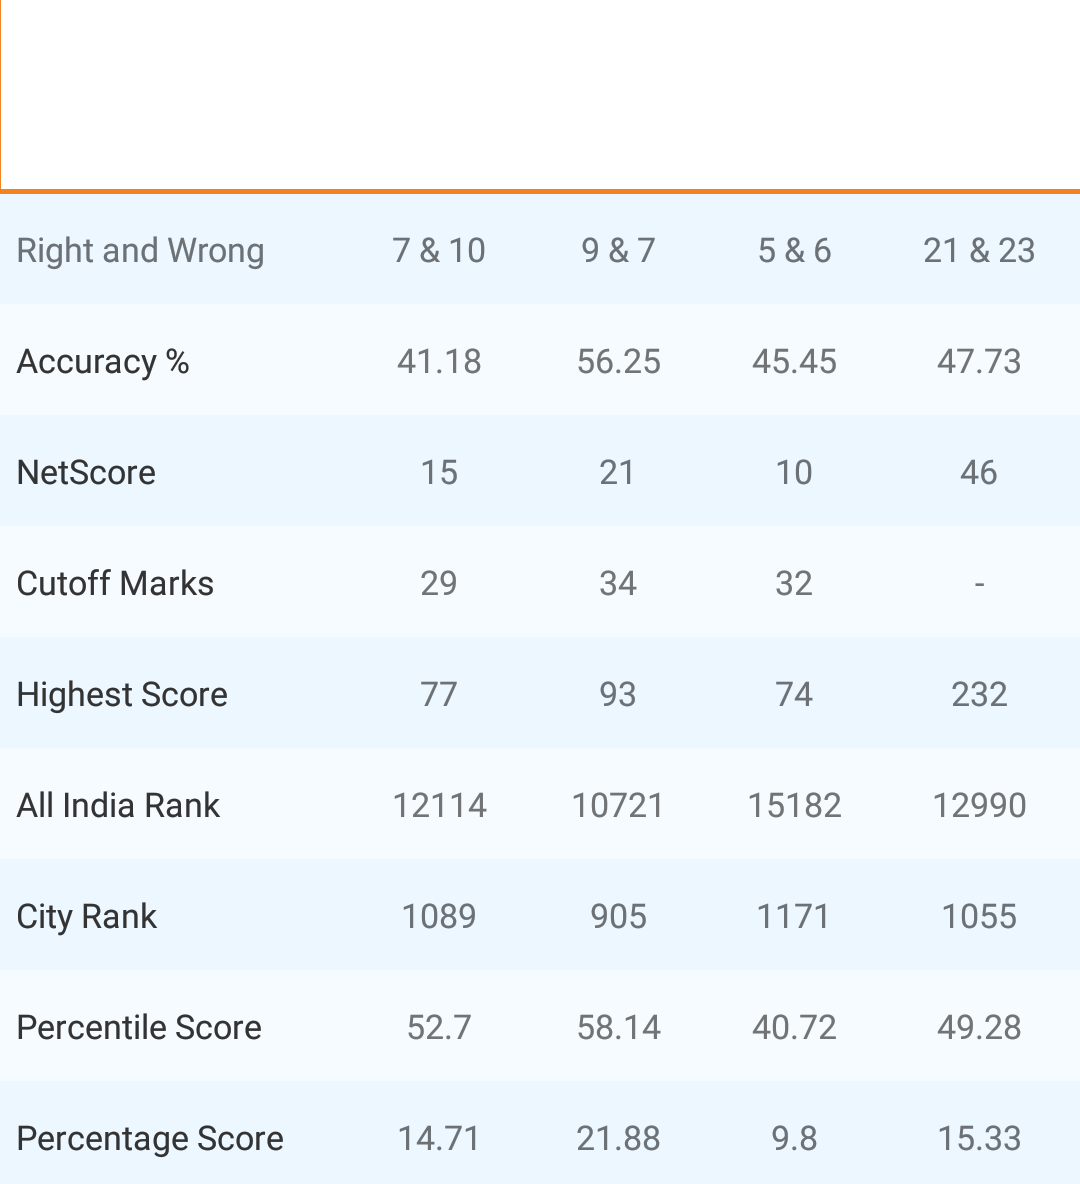 Right and Wrong 7 & 10 9 & 7 5 & 6 21 & 23
Accuracy % 41.18 56.25 45.45 47.73
NetScore 15 21 10 46
Cutoff Marks 29 34 32 -
Highest Score 77 93 74 232
All India Rank 12114 10721 15182 12990
City Rank 1089 905 1171 1055
Percentile Score 52.7 58.14 40.72 49.28
Percentage Score 14.71 21.88 9.8 15.33